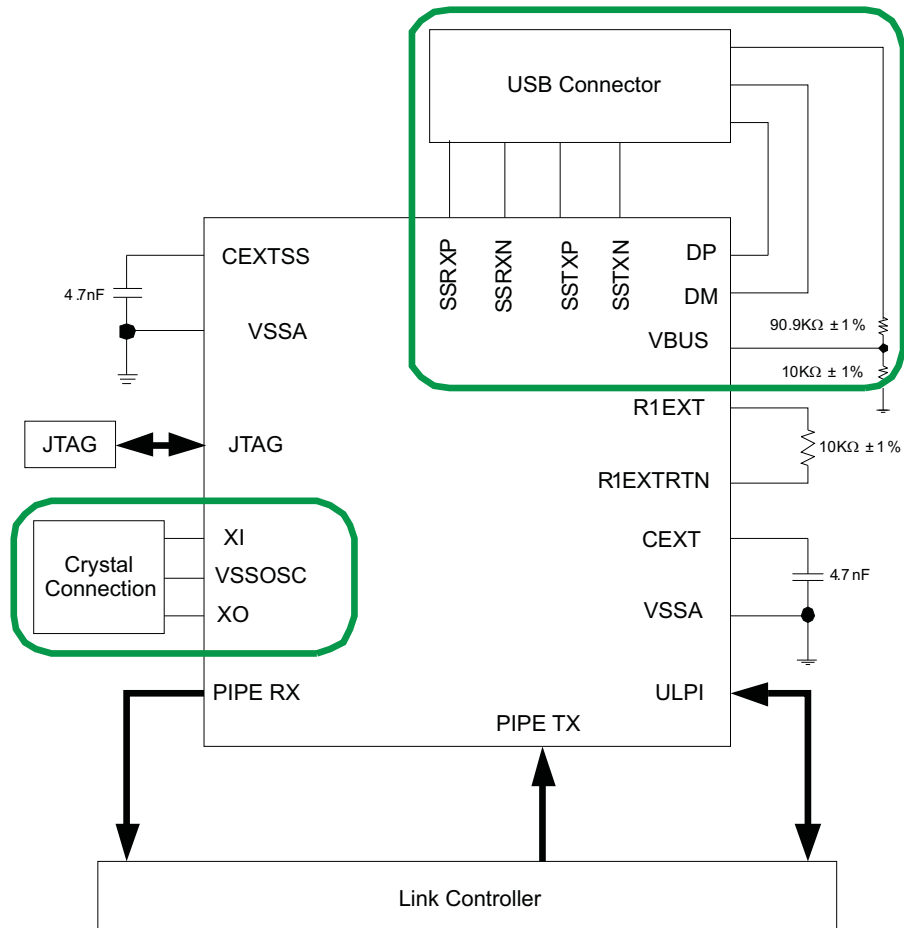 USB Connector
SSRXP
SSRXN
SSTXP
SSTXN
CEXTSS
DP
4.7nF
DM
VSSA
90.9KΩ ±1%
VBUS
10KΩ ±1%
R1EXT
JTAG
JTAG
10KΩ ±1%
R1EXTRTN
XI
CEXT
Crystal
Connection
VSSOSC
4.7nF
XO
VSSA
PIPE RX
ULPI
PIPE TX
Link Controller